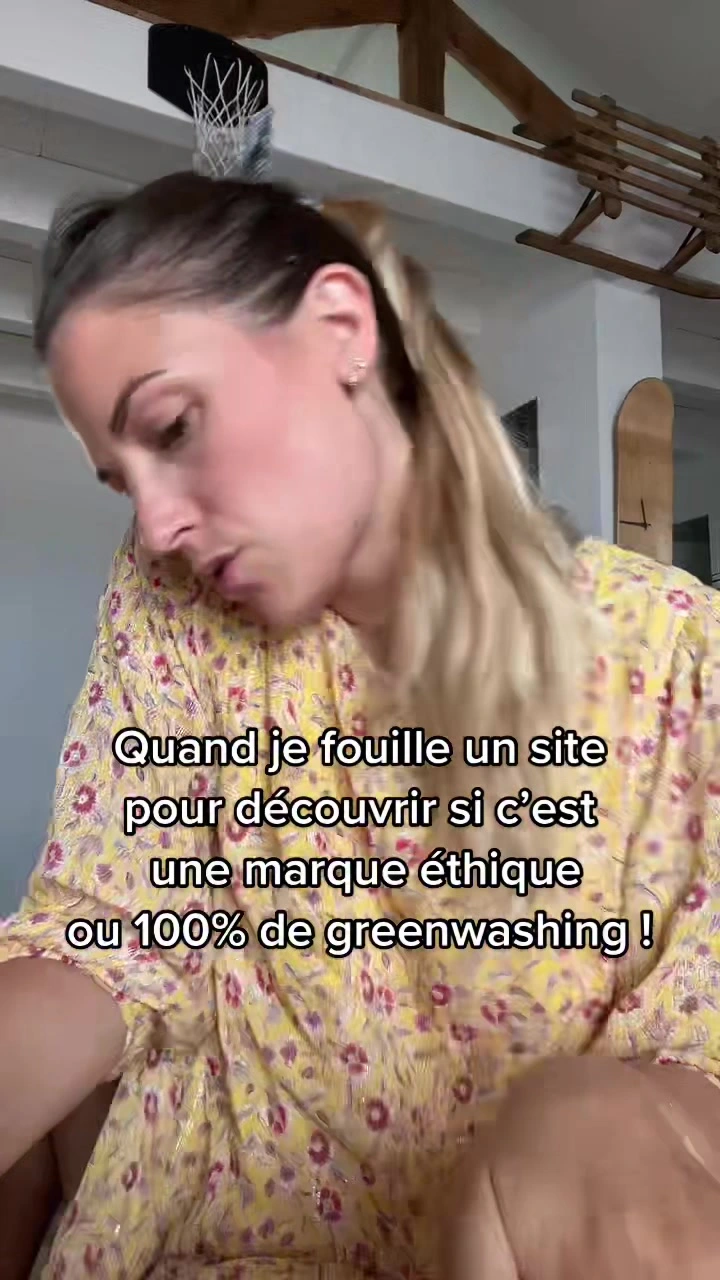 Quand je fouille un site
pour découvrir si c’est
une marque éthique
ou 100% de greenwashing !